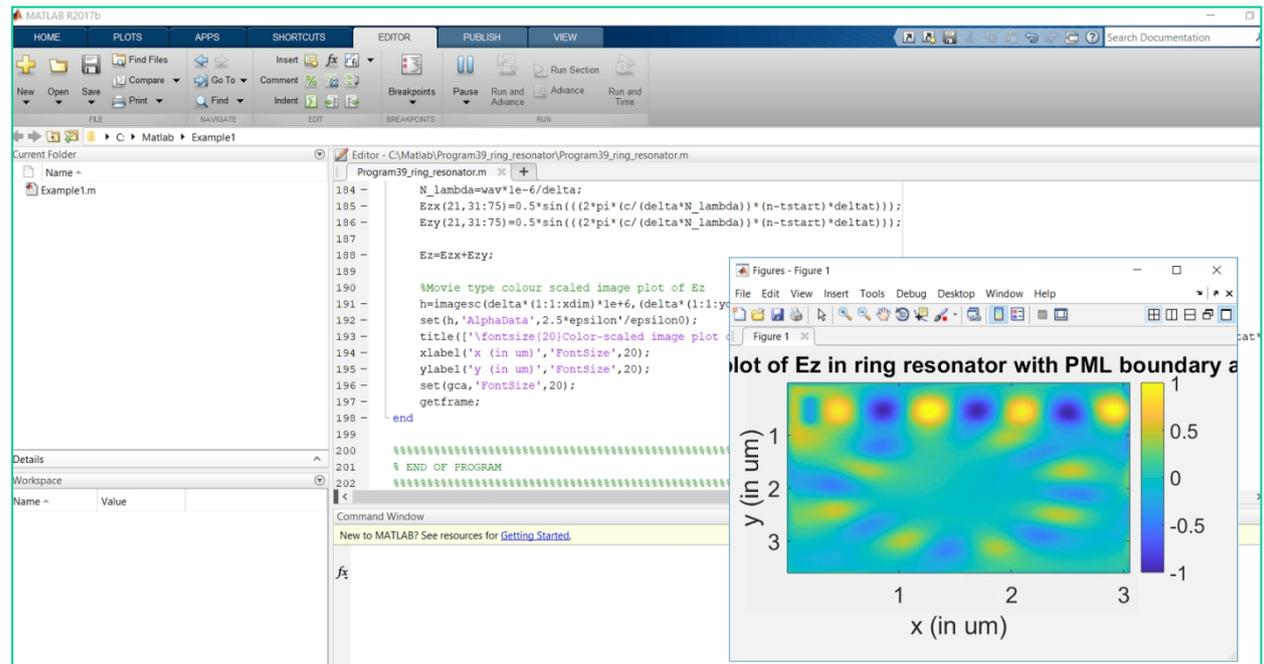 MATLAB R2017b
HOME PLOTS APPS SHORTCUTS EDITOR PUBLISH VIEW Search Documentation
Find Files Insert fx
Compare Go To Comment % Run Section
New Open Save Print Find Indent Breakpoints Pause Run and Advance Advance Run and Time
FILE NAVIGATE EDIT BREAKPOINTS RUN
C: Matlab Example1
Current Folder
Name
Example1.m
Details
Workspace
Name Value
Editor - C:\Matlab\Program39_ring_resonator\Program39_ring_resonator.m
Program39_ring_resonator.m +
184 - N_lambda=wav*1e-6/delta;
185 - Ezx(21,31:75)=0.5*sin(((2*pi*(c/(delta*N_lambda))*(n-tstart)*deltat)));
186 - Ezy(21,31:75)=0.5*sin(((2*pi*(c/(delta*N_lambda))*(n-tstart)*deltat)));
187
188 - Ez=Ezx+Ezy;
189
190 %Movie type colour scaled image plot of Ez
191 - h=imagesc(delta*(1:1:xdim)*1e+6,(delta*(1:1:yd
192 - set(h,'AlphaData',2.5*epsilon'/epsilon0);
193 - title(['\fontsize{20}Color-scaled image plot
194 - xlabel('x (in um)','FontSize',20);
195 - ylabel('y (in um)','FontSize',20);
196 - set(gca,'FontSize',20);
197 - getframe;
198 - end
199
200 %%%%%%%%%%%%%%%%%%%%%%%%%%%%%%%%%%%%%%%%%%%%%%%%%%
201 % END OF PROGRAM
202 %%%%%%%%%%%%%%%%%%%%%%%%%%%%%%%%%%%%%%%%%%%%%%%%%%
Command Window
New to MATLAB? See resources for Getting Started.
fx
Figures - Figure 1
File Edit View Insert Tools Debug Desktop Window Help
Figure 1
plot of Ez in ring resonator with PML boundary a
y (in um)
1
2
3
1 2 3
x (in um)
1
0.5
0
-0.5
-1